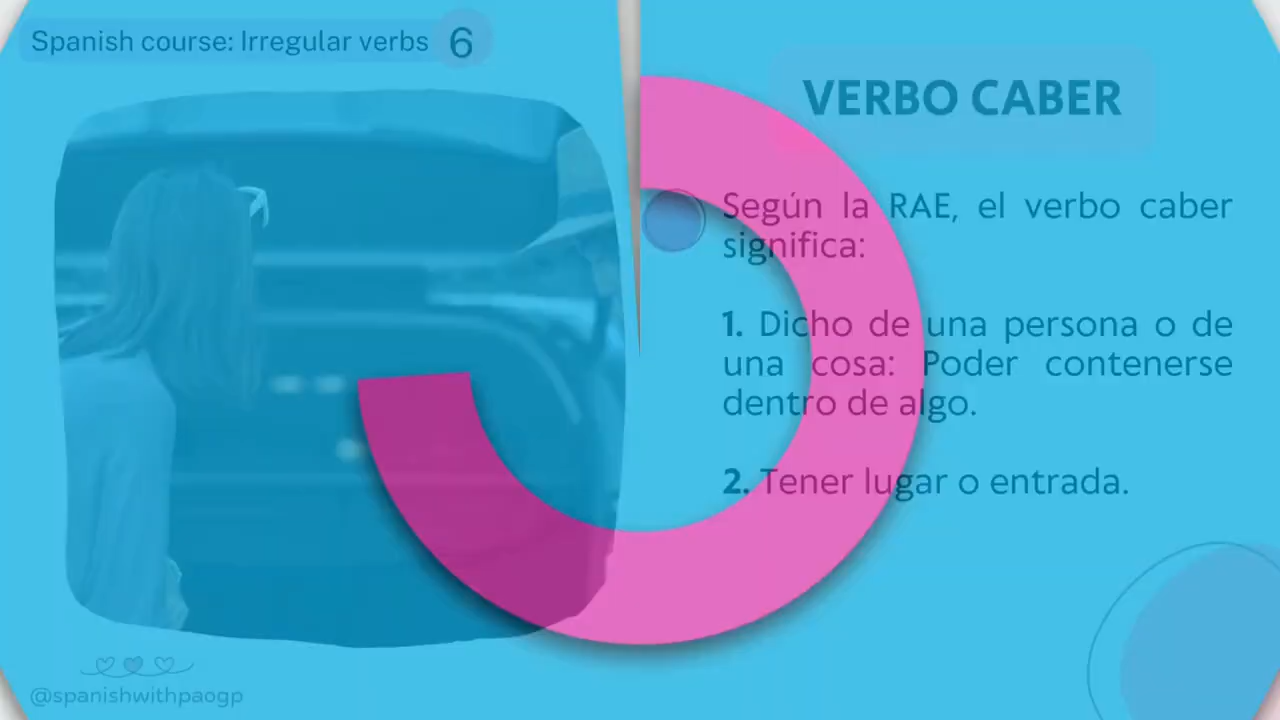 Spanish course: Irregular verbs 6
VERBO CABER
Según la RAE, el verbo caber
significa:
1. Dicho de una persona o de
una cosa: Poder contenerse
dentro de algo.
2. Tener lugar o entrada.
@spanishwithpaogp